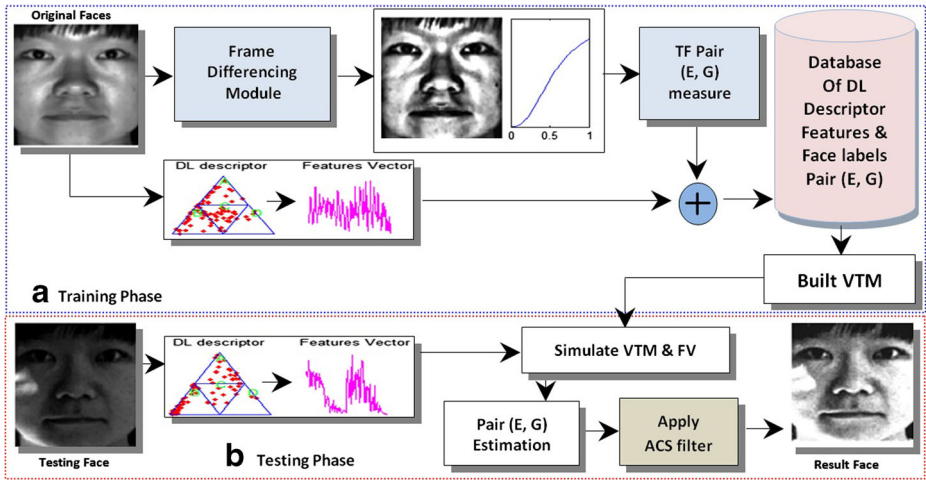 Original Faces
Frame
Differencing
Module
0
0.5
1
TF Pair
(E, G)
measure
Database
Of DL
Descriptor
Features &
Face labels
Pair (E, G)
DL descriptor
Features Vector
+
a Training Phase
Built VTM
DL descriptor
Features Vector
Simulate VTM & FV
Pair (E, G)
Estimation
Apply
ACS filter
Testing Face
b Testing Phase
Result Face